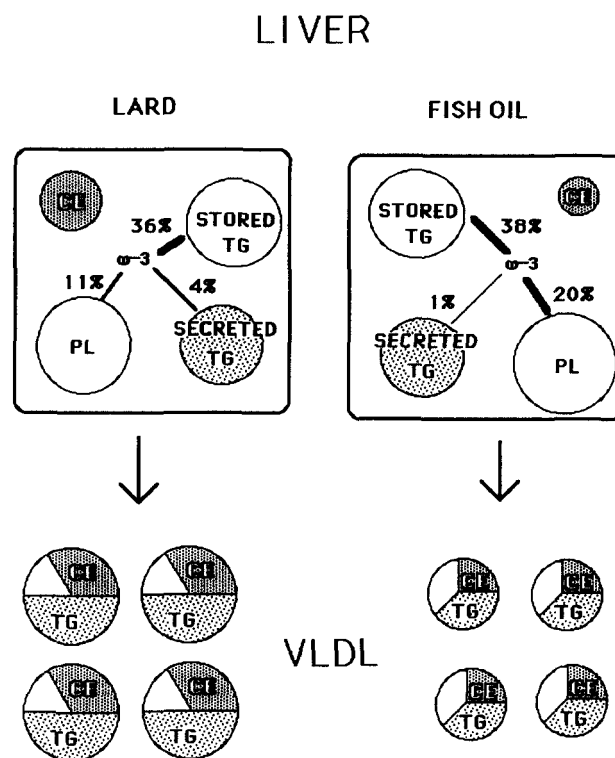 LIVER
LARD
CE
36%
STORED
TG
ω-3
11%
4%
PL
SECRETED
TG
FISH OIL
STORED
TG
CE
38%
ω-3
1%
20%
SECRETED
TG
PL
CE
TG
CE
TG
CE
TG
CE
TG
VLDL
CE
TG
CE
TG
CE
TG
CE
TG